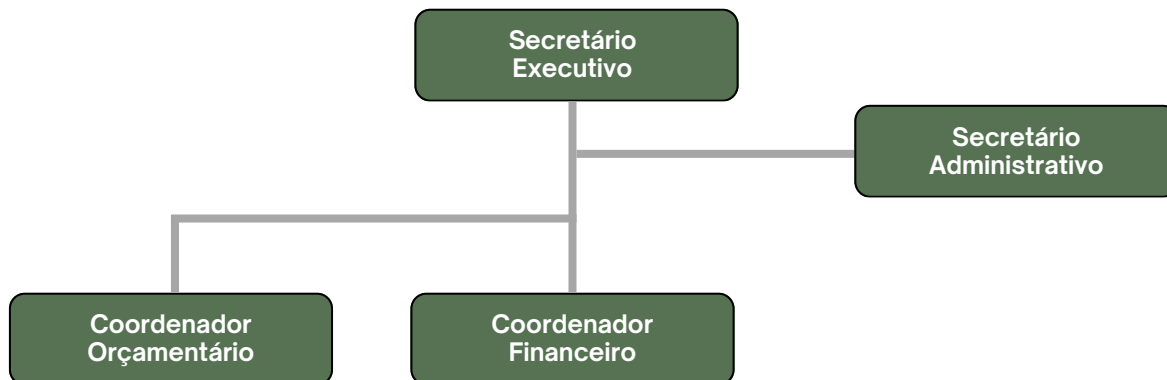 Secretário
Executivo
Secretário
Administrativo
Coordenador
Orçamentário
Coordenador
Financeiro